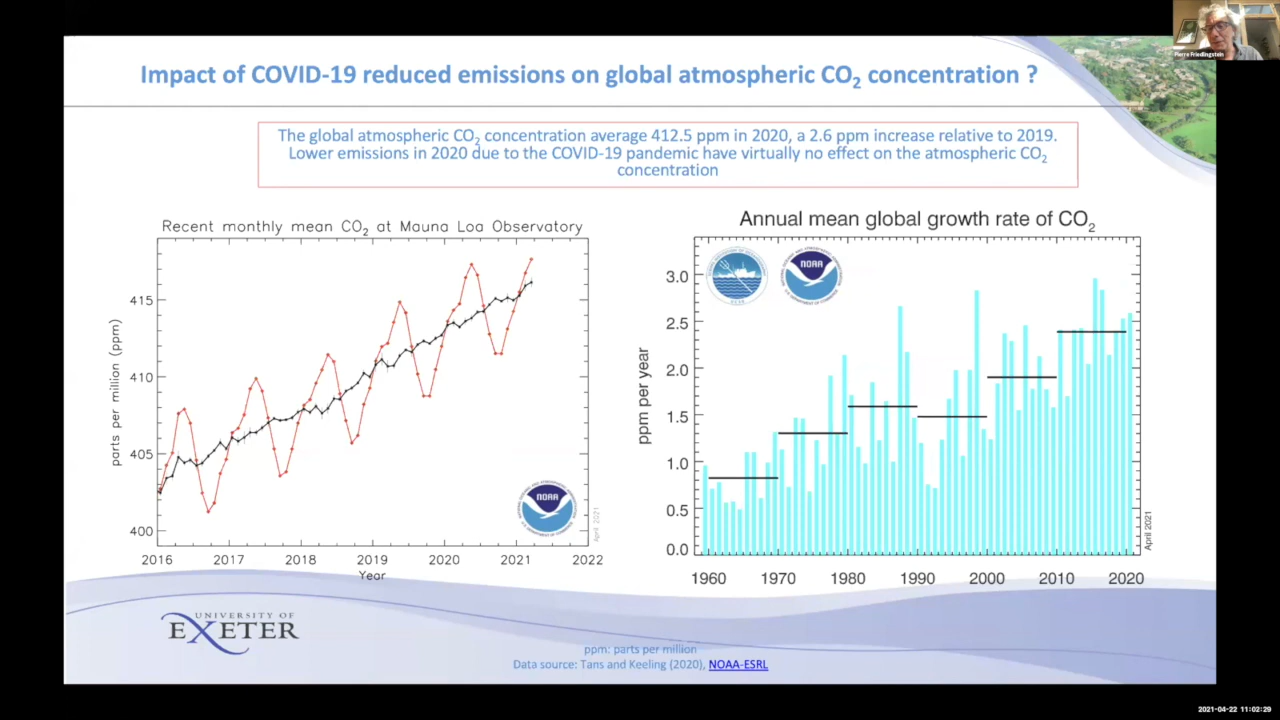 Pierre Friedlingstein
Impact of COVID-19 reduced emissions on global atmospheric CO2 concentration ?
The global atmospheric CO2 concentration average 412.5 ppm in 2020, a 2.6 ppm increase relative to 2019.
Lower emissions in 2020 due to the COVID-19 pandemic have virtually no effect on the atmospheric CO2
concentration
Recent monthly mean CO2 at Mauna Loa Observatory
parts per million (ppm)
415
410
405
400
2016 2017 2018 2019 2020 2021 2022
Year
NOAA
April 2021
Annual mean global growth rate of CO2
NOAA
ppm per year
3.0
2.5
2.0
1.5
1.0
0.5
0.0
1960 1970 1980 1990 2000 2010 2020
April 2021
UNIVERSITY OF
EXETER
ppm: parts per million
Data source: Tans and Keeling (2020), NOAA-ESRL
2021-04-22 11:02:29